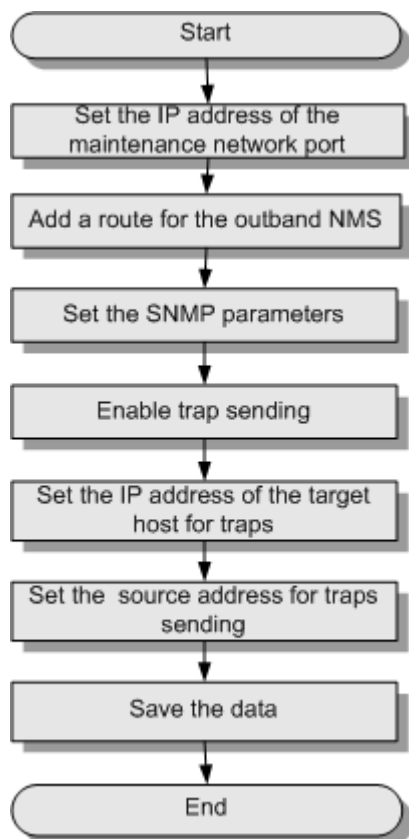 Start
Set the IP address of the
maintenance network port
Add a route for the outband NMS
Set the SNMP parameters
Enable trap sending
Set the IP address of the target
host for traps
Set the source address for traps
sending
Save the data
End